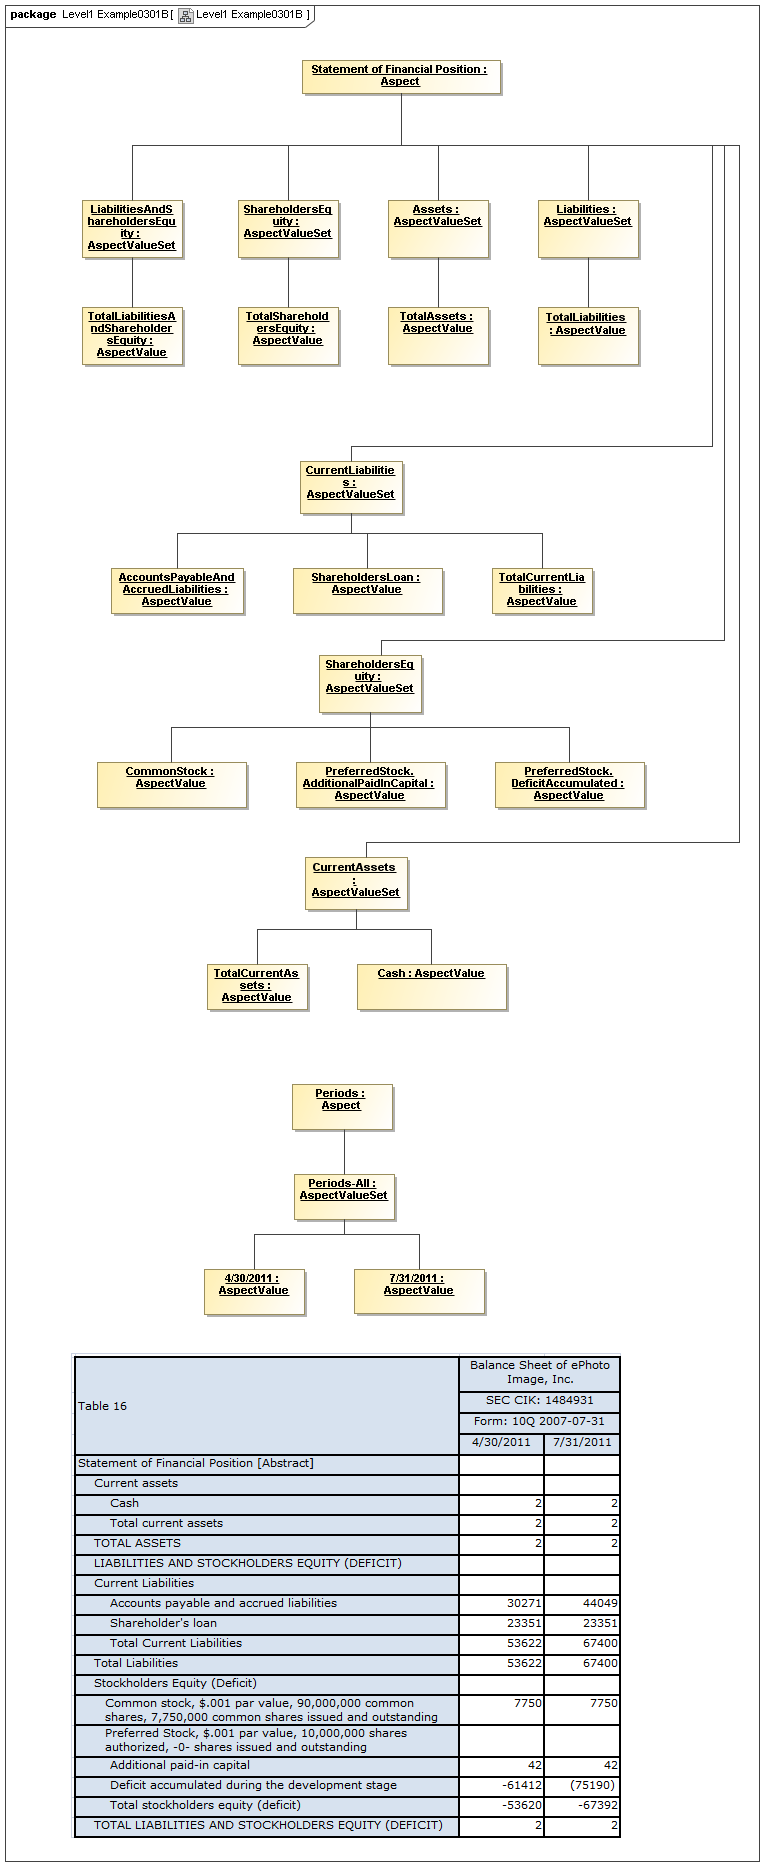 package Level1 Example0301B[ Level1 Example0301B ]
Statement of Financial Position :
Aspect
LiabilitiesAndS
hareholdersEqu
ity :
AspectValueSet
ShareholdersEq
uity :
AspectValueSet
Assets :
AspectValueSet
Liabilities :
AspectValueSet
TotalLiabilitiesA
ndShareholder
sEquity :
AspectValue
TotalSharehold
ersEquity :
AspectValue
TotalAssets :
AspectValue
TotalLiabilities
: AspectValue
CurrentLiabilitie
s :
AspectValueSet
AccountsPayableAnd
AccruedLiabilities :
AspectValue
ShareholdersLoan :
AspectValue
TotalCurrentLia
bilities :
AspectValue
ShareholdersEq
uity :
AspectValueSet
CommonStock :
AspectValue
PreferredStock.
AdditionalPaidInCapital :
AspectValue
PreferredStock.
DeficitAccumulated :
AspectValue
CurrentAssets
:
AspectValueSet
TotalCurrentAs
sets :
AspectValue
Cash : AspectValue
Periods :
Aspect
Periods-All :
AspectValueSet
4/30/2011 :
AspectValue
7/31/2011 :
AspectValue
Table 16
Balance Sheet of ePhoto
Image, Inc.
SEC CIK: 1484931
Form: 10Q 2007-07-31
4/30/2011 7/31/2011
Statement of Financial Position [Abstract]
Current assets
Cash 2 2
Total current assets 2 2
TOTAL ASSETS 2 2
LIABILITIES AND STOCKHOLDERS EQUITY (DEFICIT)
Current Liabilities
Accounts payable and accrued liabilities 30271 44049
Shareholder's loan 23351 23351
Total Current Liabilities 53622 67400
Total Liabilities 53622 67400
Stockholders Equity (Deficit)
Common stock, $.001 par value, 90,000,000 common 7750 7750
shares, 7,750,000 common shares issued and outstanding
Preferred Stock, $.001 par value, 10,000,000 shares
authorized, -0- shares issued and outstanding
Additional paid-in capital 42 42
Deficit accumulated during the development stage -61412 (75190)
Total stockholders equity (deficit) -53620 -67392
TOTAL LIABILITIES AND STOCKHOLDERS EQUITY (DEFICIT) 2 2